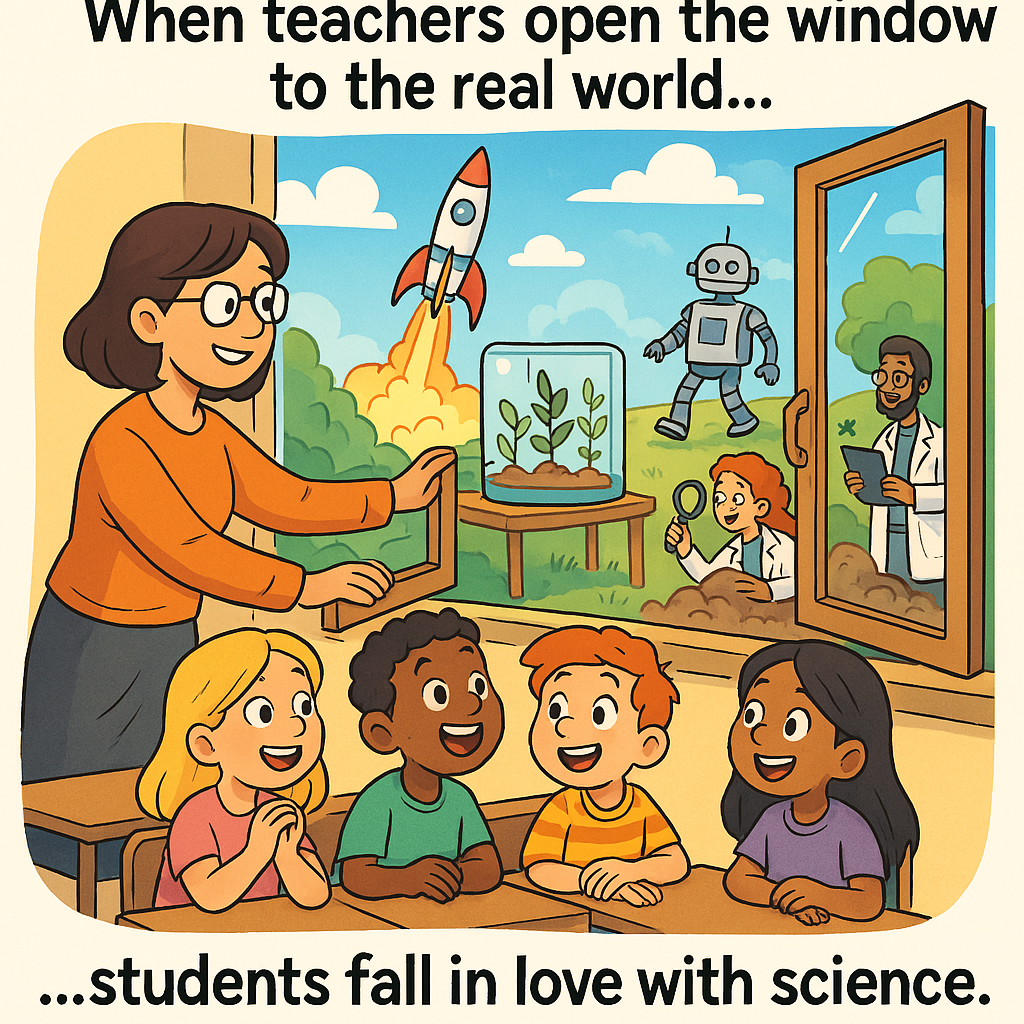 When teachers open the window
to the real world...
...students fall in love with science.